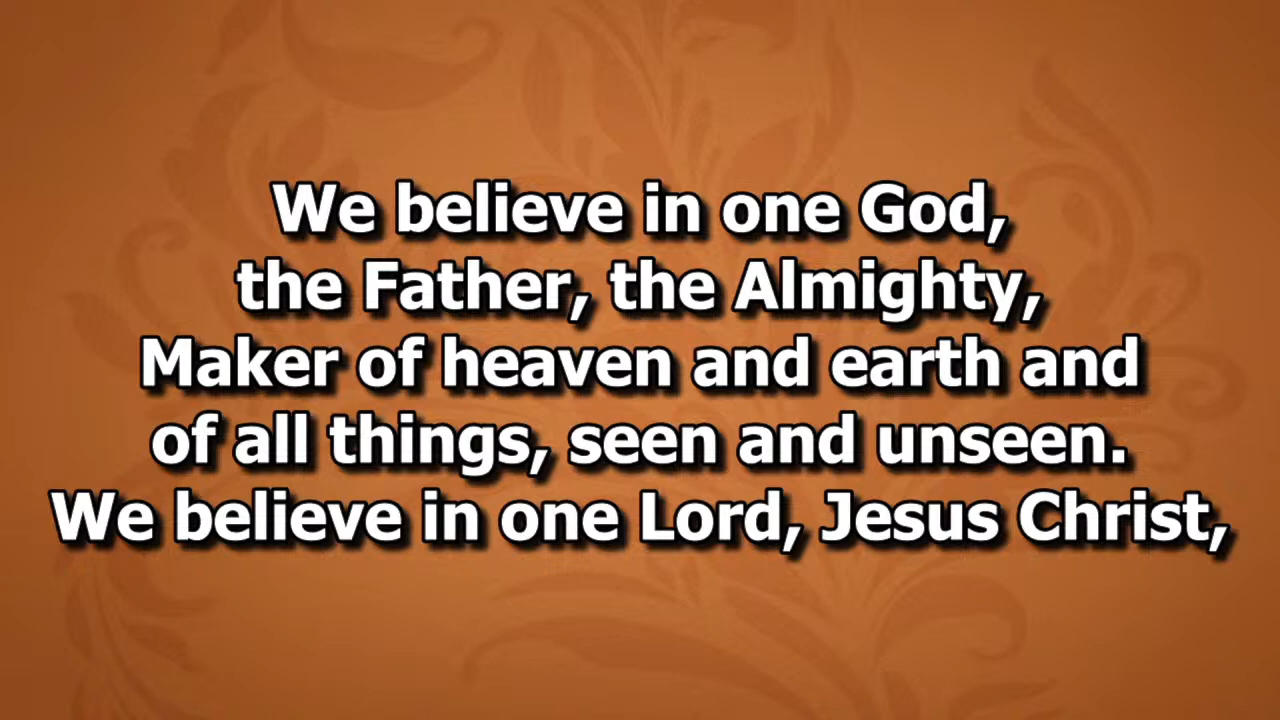 We believe in one God,
the Father, the Almighty,
Maker of heaven and earth and
of all things, seen and unseen.
We believe in one Lord, Jesus Christ,